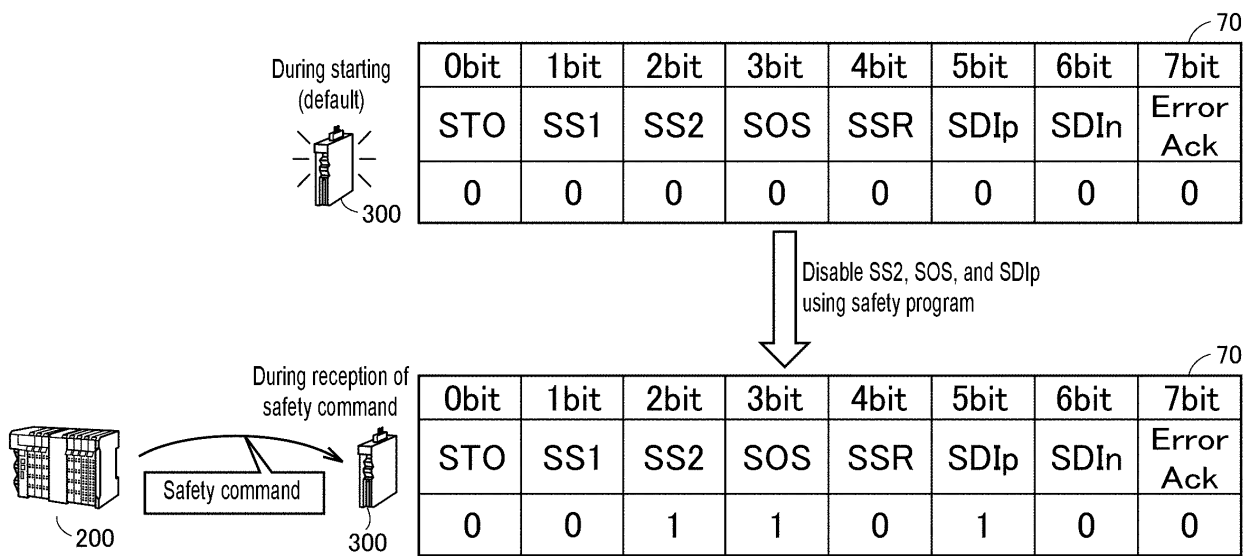 70
During starting
(default)
300
0bit 1bit 2bit 3bit 4bit 5bit 6bit 7bit
STO SS1 SS2 SOS SSR SDIp SDIn Error
Ack
0 0 0 0 0 0 0 0
Disable SS2, SOS, and SDIp
using safety program
70
During reception of
safety command
Safety command
200
300
0bit 1bit 2bit 3bit 4bit 5bit 6bit 7bit
STO SS1 SS2 SOS SSR SDIp SDIn Error
Ack
0 0 1 1 0 1 0 0